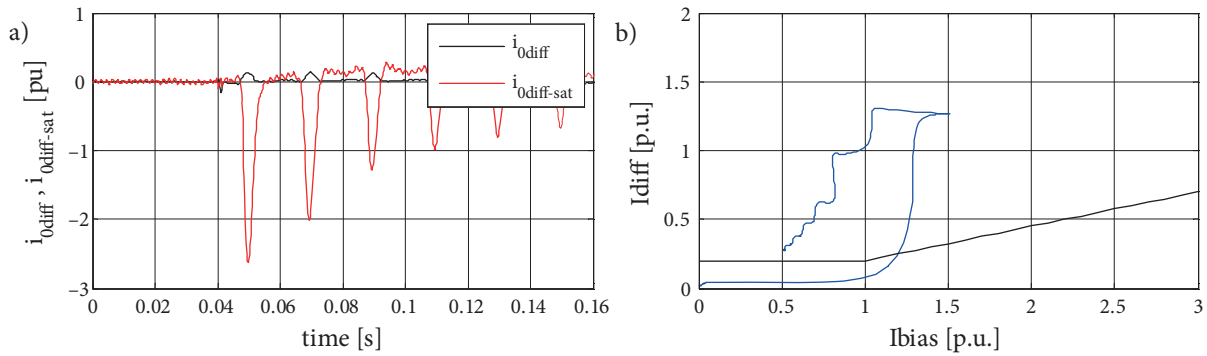 a)
i0diff , i0diff-sat [pu]
1
0
−1
−2
−3
i0diff
i0diff-sat
0 0.02 0.04 0.06 0.08 0.1 0.12 0.14 0.16
time [s]
b)
Idiff [p.u.]
2
1.5
1
0.5
0
0 0.5 1 1.5 2 2.5 3
Ibias [p.u.]